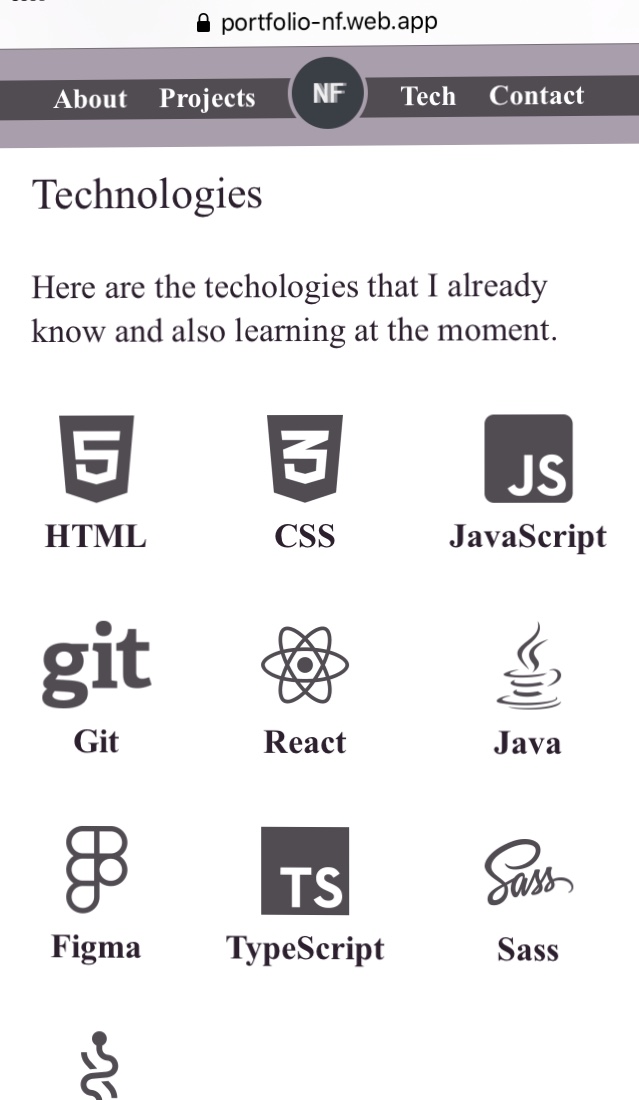 portfolio-nf.web.app
About Projects NF Tech Contact
Technologies
Here are the techologies that I already
know and also learning at the moment.
5 3 JS
HTML CSS JavaScript
git
Git React Java
TS Sass
Figma TypeScript Sass